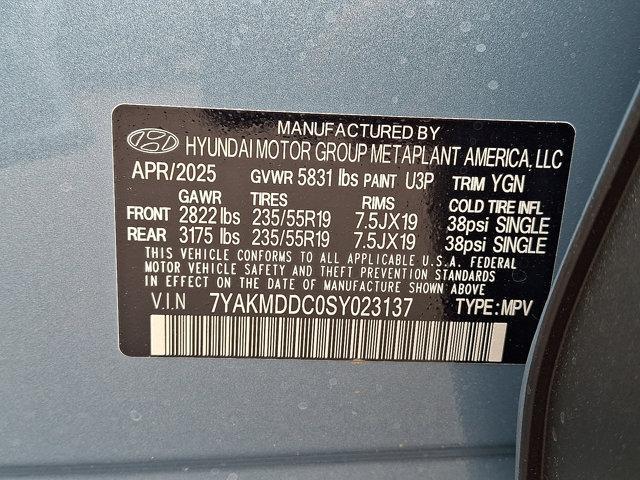 MANUFACTURED BY
HYUNDAI MOTOR GROUP METAPLANT AMERICA, LLC
APR/2025 GVWR 5831 lbs PAINT U3P TRIM YGN
GAWR TIRES RIMS COLD TIRE INFL
FRONT 2822 lbs 235/55R19 7.5JX19 38psi SINGLE
REAR 3175 lbs 235/55R19 7.5JX19 38psi SINGLE
THIS VEHICLE CONFORMS TO ALL APPLICABLE U.S.A. FEDERAL
MOTOR VEHICLE SAFETY AND THEFT PREVENTION STANDARDS
IN EFFECT ON THE DATE OF MANUFACTURE SHOWN ABOVE
V.I.N 7YAKMDDC0SY023137 TYPE: MPV